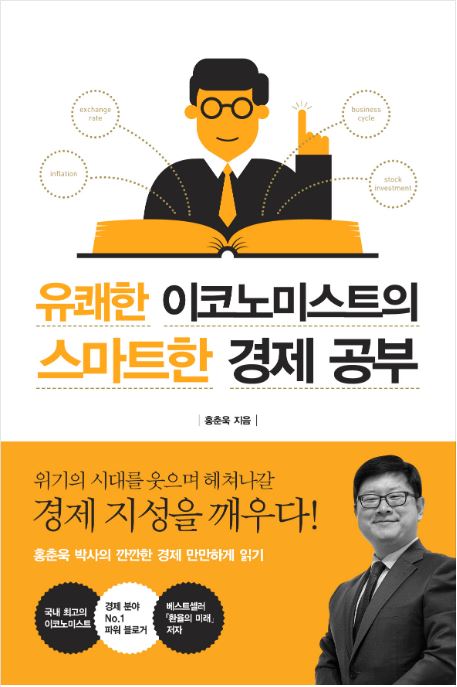 exchange
rate
business
cycle
inflation
stock
investment
유쾌한 이코노미스트의
스마트한 경제 공부
홍춘욱 지음
위기의 시대를 웃으며 헤쳐나갈
경제 지성을 깨우다!
홍춘욱 박사의 깐깐한 경제 만만하게 읽기
국내 최고의
이코노미스트
경제 분야
No.1
파워 블로거
베스트셀러
「환율의 미래」
저자